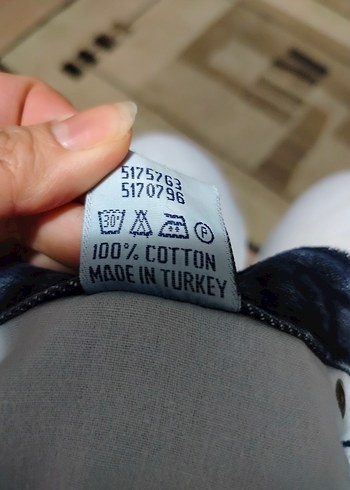 5175763
5170796
30° P
100% COTTON
MADE IN TURKEY